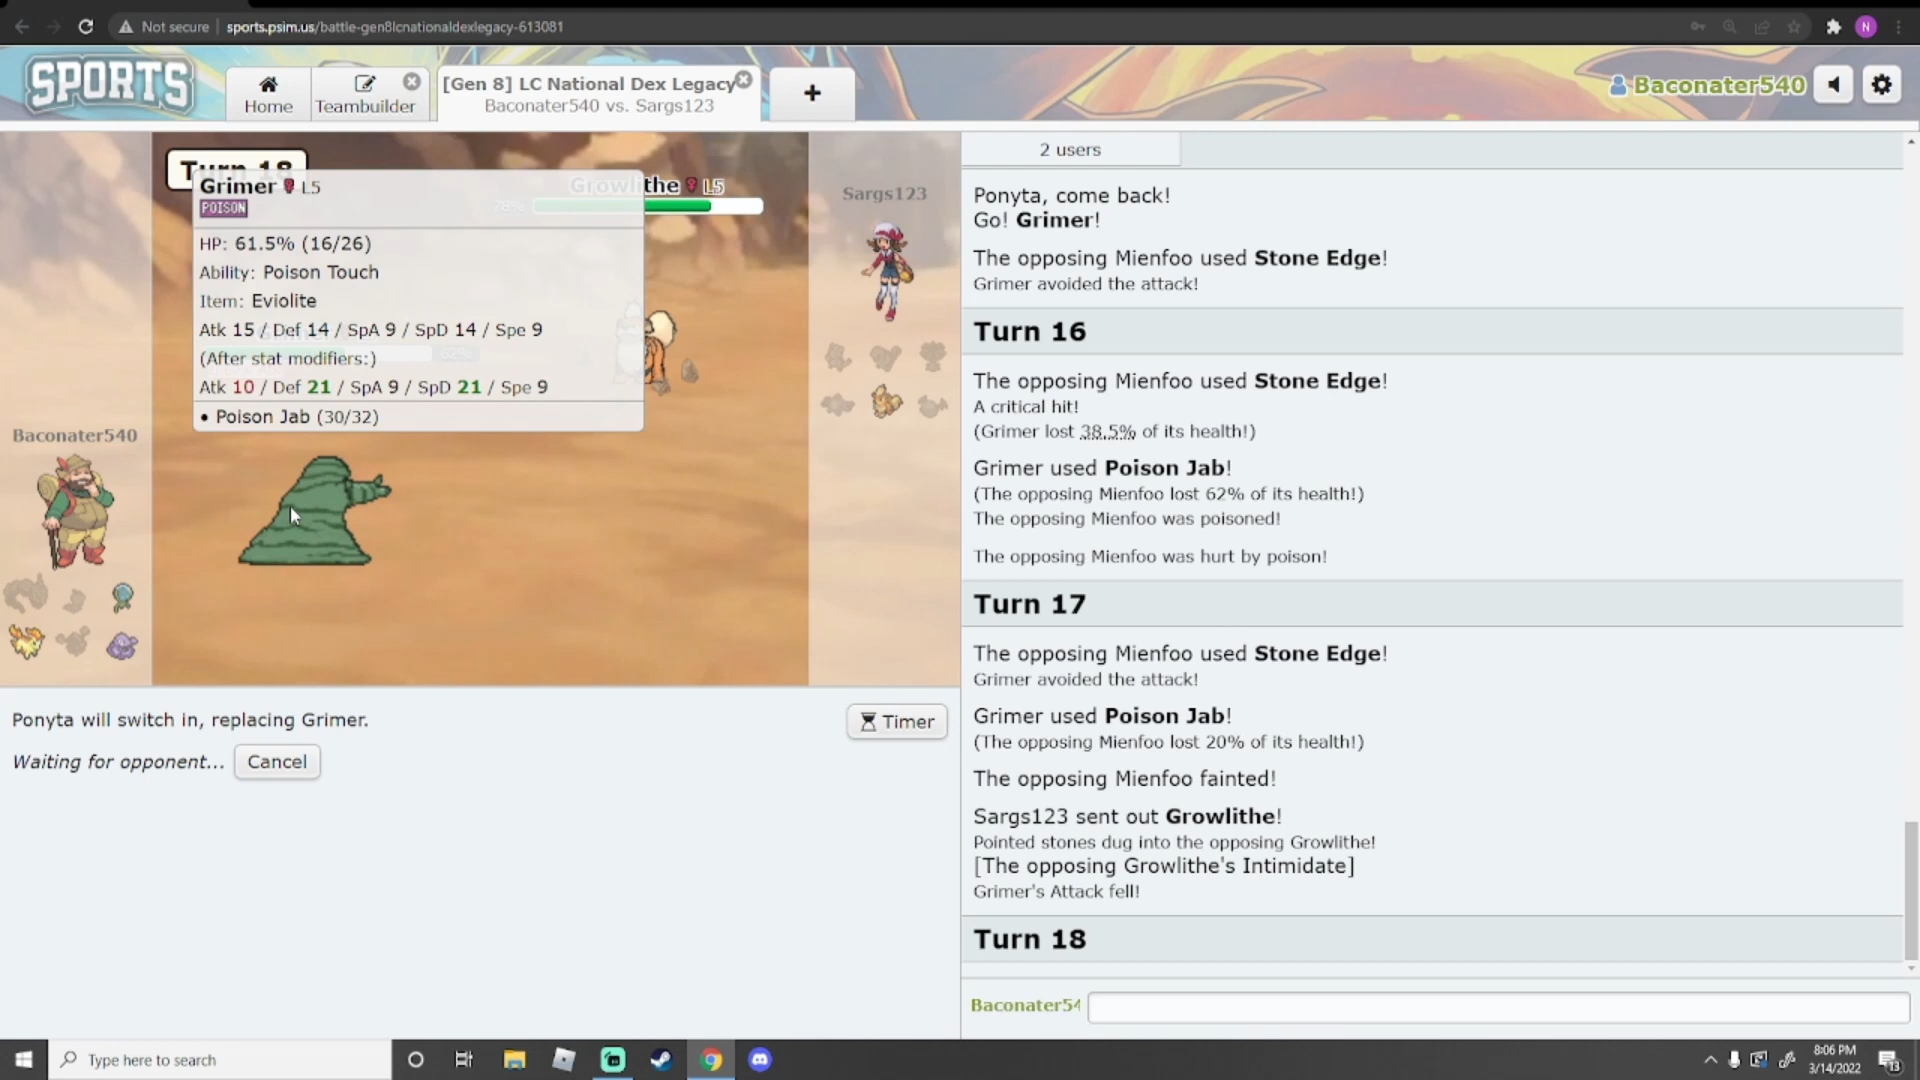 Not secure
sports.psim.us/battle-gen8lcnationaldexlegacy-613081
N
SPORTS
Home
Teambuilder
[Gen 8] LC National Dex Legacy
Baconater540 vs. Sargs123
+
Baconater540
Turn 18
Grimer L5
POISON
HP: 61.5% (16/26)
Ability: Poison Touch
Item: Eviolite
Atk 15 / Def 14 / SpA 9 / SpD 14 / Spe 9
(After stat modifiers:)
Atk 10 / Def 21 / SpA 9 / SpD 21 / Spe 9
• Poison Jab (30/32)
Growlithe L5
78%
62%
Sargs123
Baconater540
Ponyta will switch in, replacing Grimer.
Timer
Waiting for opponent...
Cancel
2 users
Ponyta, come back!
Go! Grimer!
The opposing Mienfoo used Stone Edge!
Grimer avoided the attack!
Turn 16
The opposing Mienfoo used Stone Edge!
A critical hit!
(Grimer lost 38.5% of its health!)
Grimer used Poison Jab!
(The opposing Mienfoo lost 62% of its health!)
The opposing Mienfoo was poisoned!
The opposing Mienfoo was hurt by poison!
Turn 17
The opposing Mienfoo used Stone Edge!
Grimer avoided the attack!
Grimer used Poison Jab!
(The opposing Mienfoo lost 20% of its health!)
The opposing Mienfoo fainted!
Sargs123 sent out Growlithe!
Pointed stones dug into the opposing Growlithe!
[The opposing Growlithe's Intimidate]
Grimer's Attack fell!
Turn 18
Baconater54
Type here to search
8:06 PM
3/14/2022
13